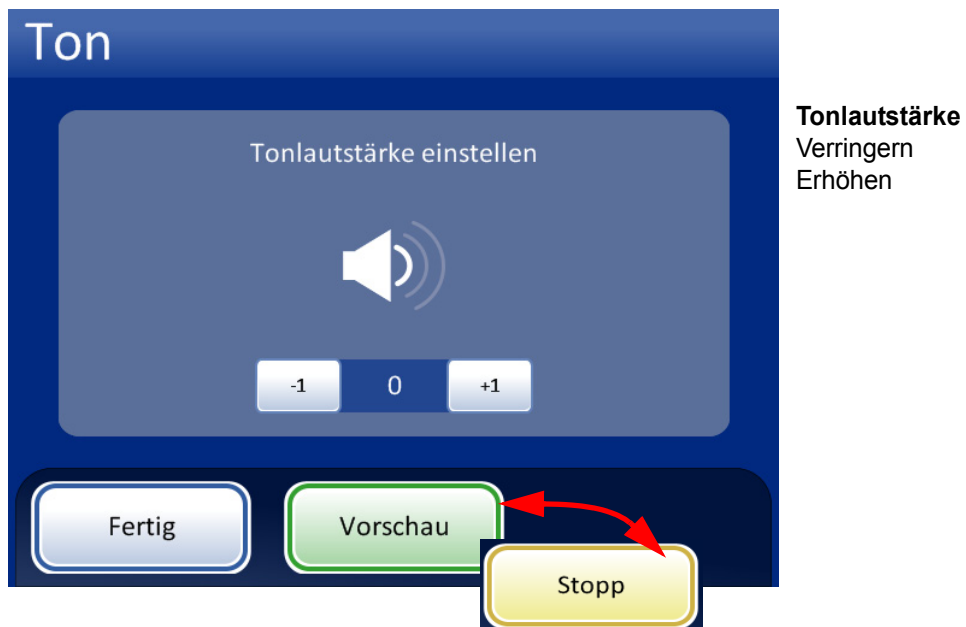 Ton
Tonlautstärke einstellen
-1 0 +1
Fertig
Vorschau
Stopp
Tonlautstärke
Verringern
Erhöhen